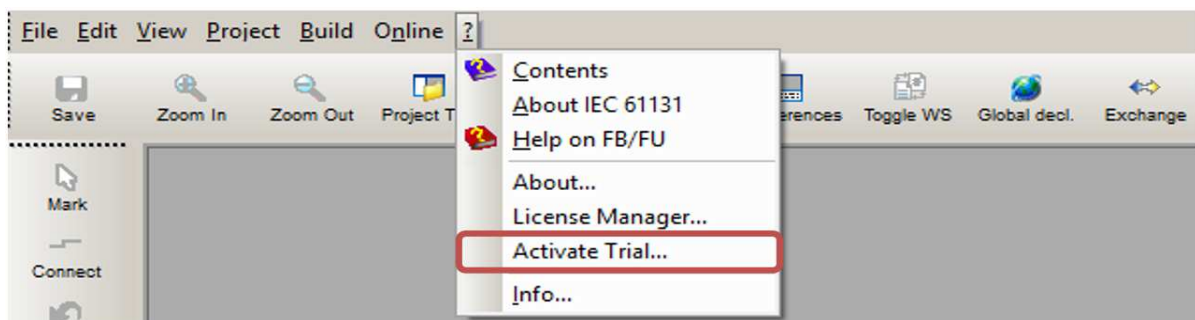 File Edit View Project Build Online ?
Contents
About IEC 61131
Help on FB/FU
About...
License Manager...
Activate Trial...
Info...
Save Zoom In Zoom Out Project T erences Toggle WS Global decl. Exchange
Mark
Connect